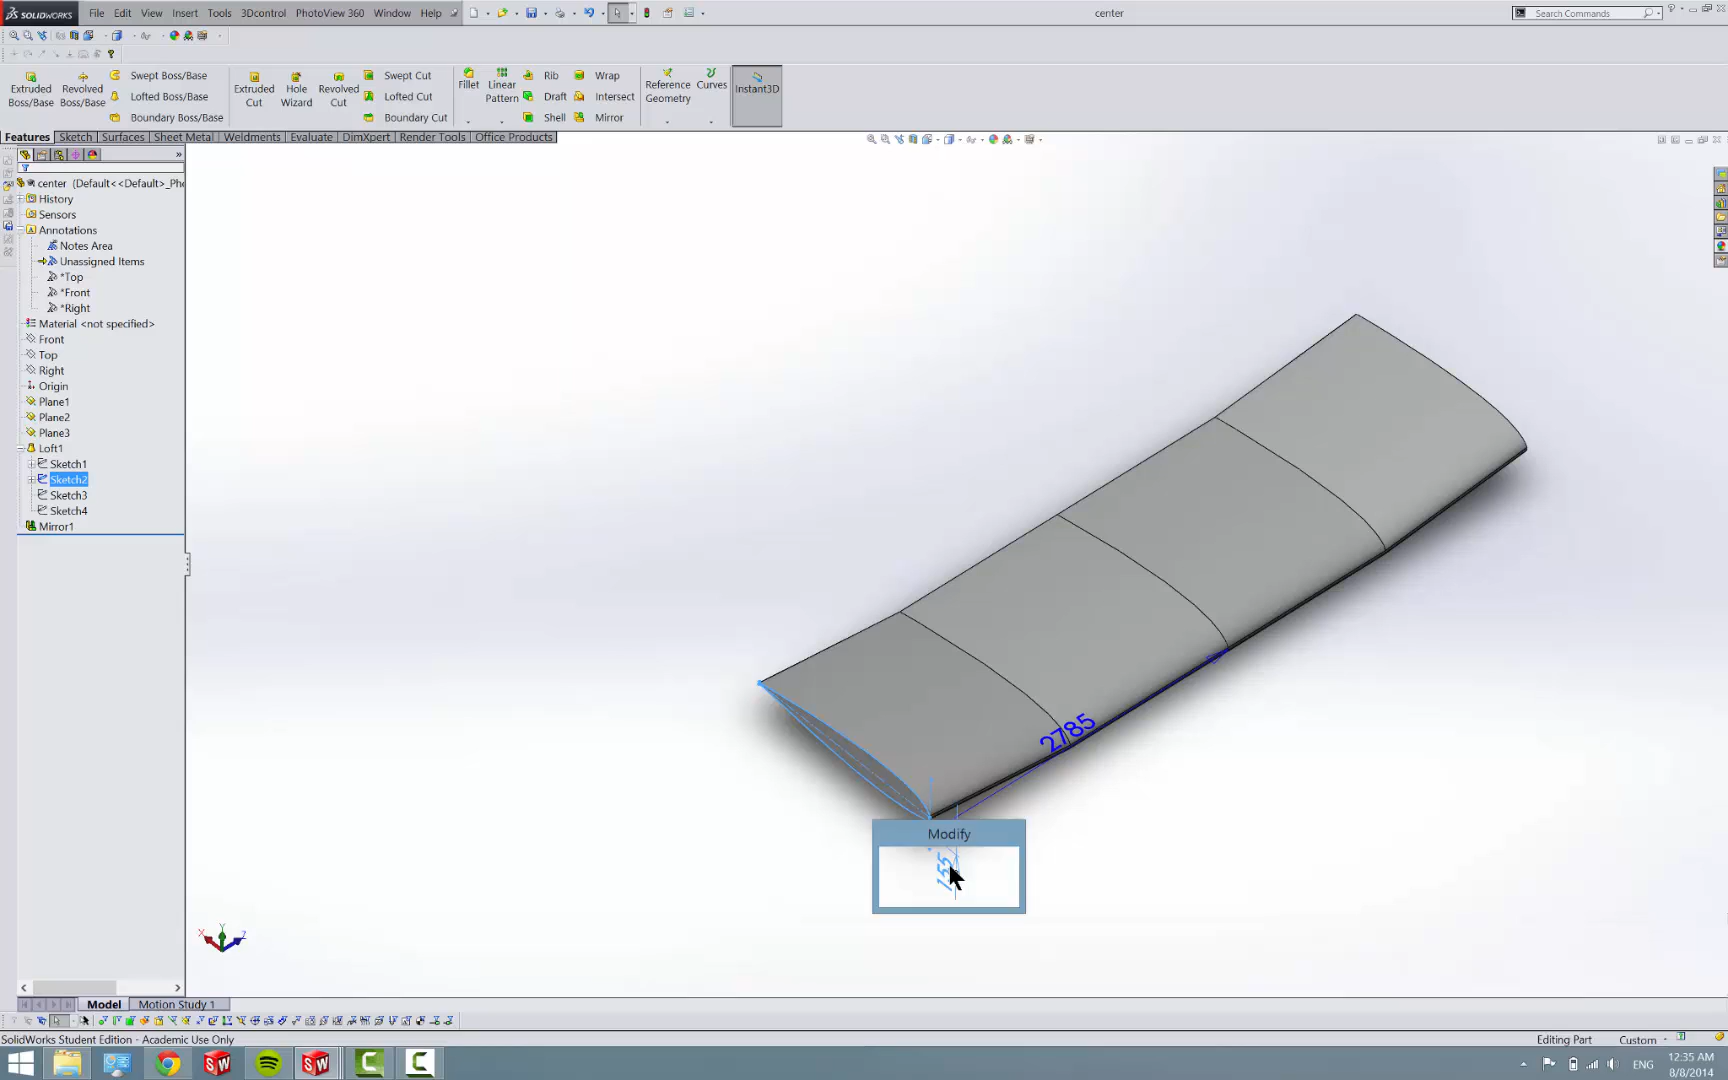 SOLIDWORKS File Edit View Insert Tools 3Dcontrol PhotoView 360 Window Help center Search Commands
Extruded Boss/Base
Revolved Boss/Base
Swept Boss/Base
Lofted Boss/Base
Boundary Boss/Base
Extruded Cut
Hole Wizard
Revolved Cut
Swept Cut
Lofted Cut
Boundary Cut
Fillet
Linear Pattern
Rib
Draft
Shell
Wrap
Intersect
Mirror
Reference Geometry
Curves
Instant3D
Features Sketch Surfaces Sheet Metal Weldments Evaluate DimXpert Render Tools Office Products
center (Default<<Default>_Pho
History
Sensors
Annotations
Notes Area
Unassigned Items
*Top
*Front
*Right
Material <not specified>
Front
Top
Right
Origin
Plane1
Plane2
Plane3
Loft1
Sketch1
Sketch2
Sketch3
Sketch4
Mirror1
2785
Modify
155
X Y Z
Model Motion Study 1
SolidWorks Student Edition - Academic Use Only Editing Part Custom
ENG 12:35 AM
8/8/2014